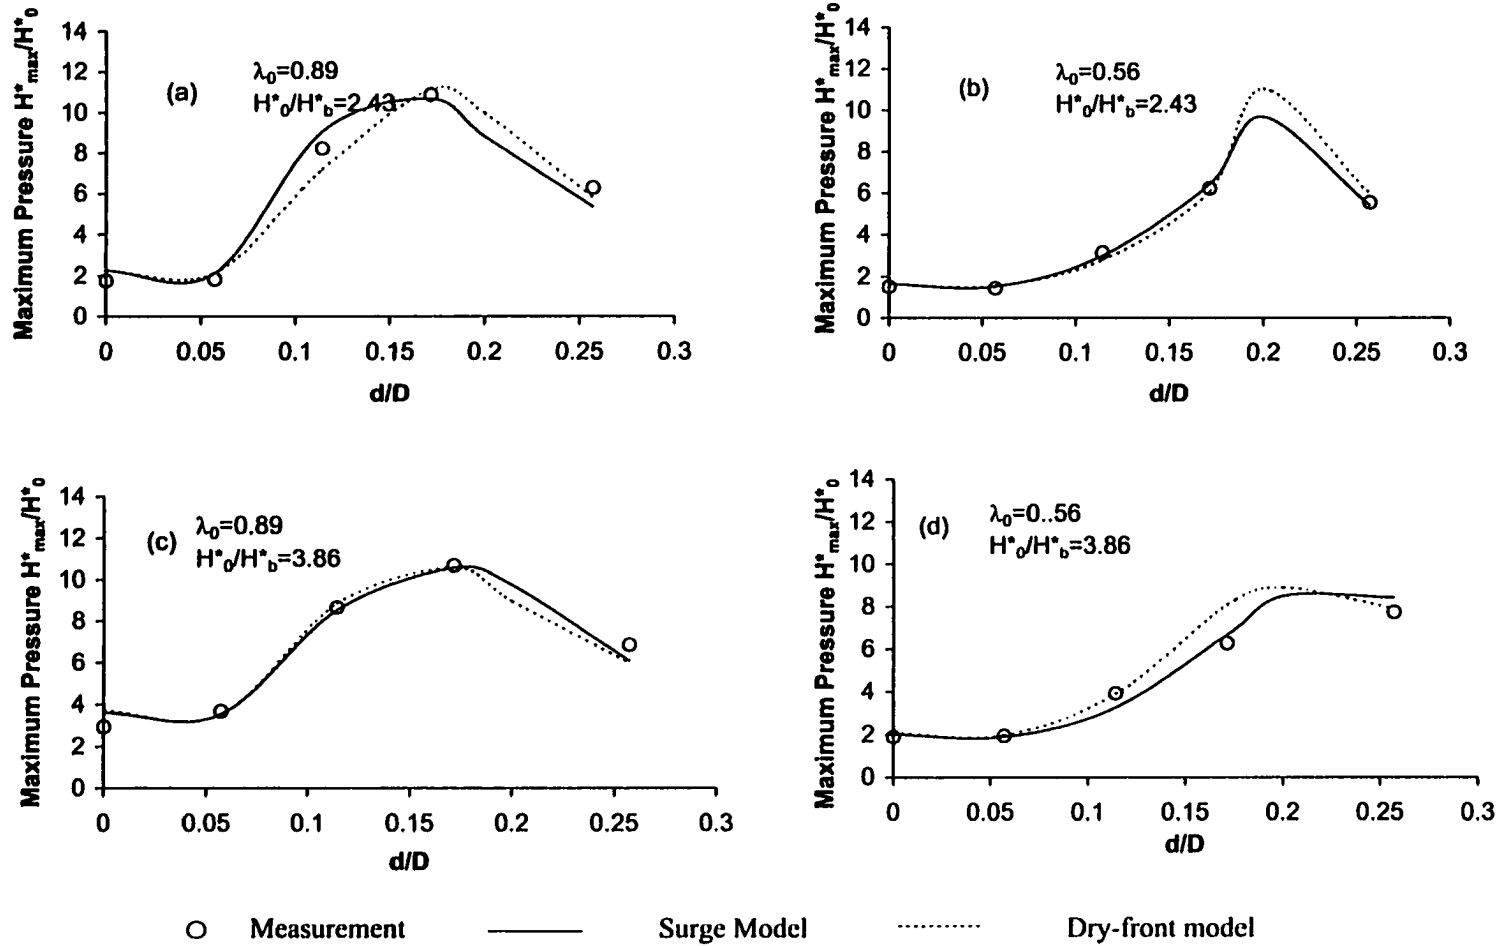 Maximum Pressure H*max/H*0
14
12
10
8
6
4
2
0
(a)
λ0=0.89
H*0/H*b=2.43
0 0.05 0.1 0.15 0.2 0.25 0.3
d/D
Maximum Pressure H*max/H*0
14
12
10
8
6
4
2
0
(b)
λ0=0.56
H*0/H*b=2.43
0 0.05 0.1 0.15 0.2 0.25 0.3
d/D
Maximum Pressure H*max/H*0
14
12
10
8
6
4
2
0
(c)
λ0=0.89
H*0/H*b=3.86
0 0.05 0.1 0.15 0.2 0.25 0.3
d/D
Maximum Pressure H*max/H*0
14
12
10
8
6
4
2
0
(d)
λ0=0..56
H*0/H*b=3.86
0 0.05 0.1 0.15 0.2 0.25 0.3
d/D
Measurement Surge Model Dry-front model